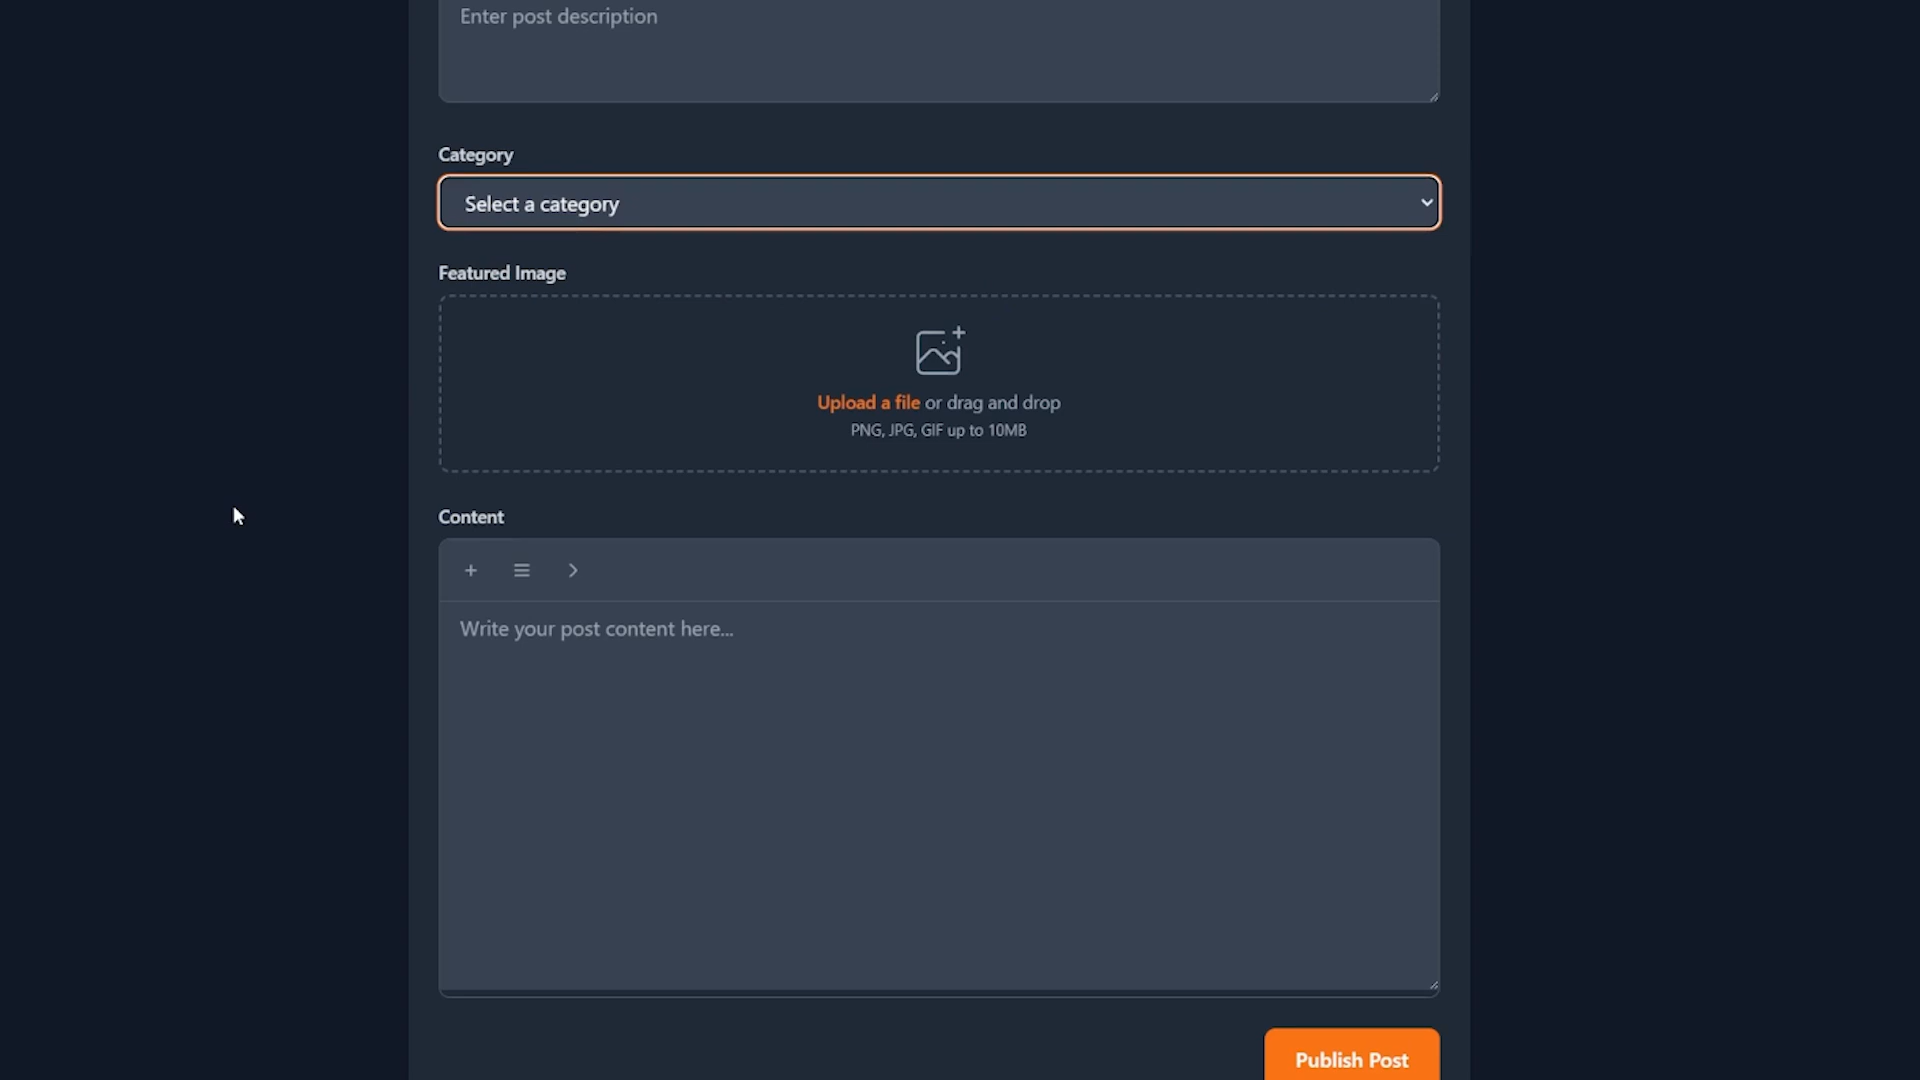 Enter post description
Category
Select a category
Featured Image
Upload a file or drag and drop
PNG, JPG, GIF up to 10MB
Content
Write your post content here...
Publish Post